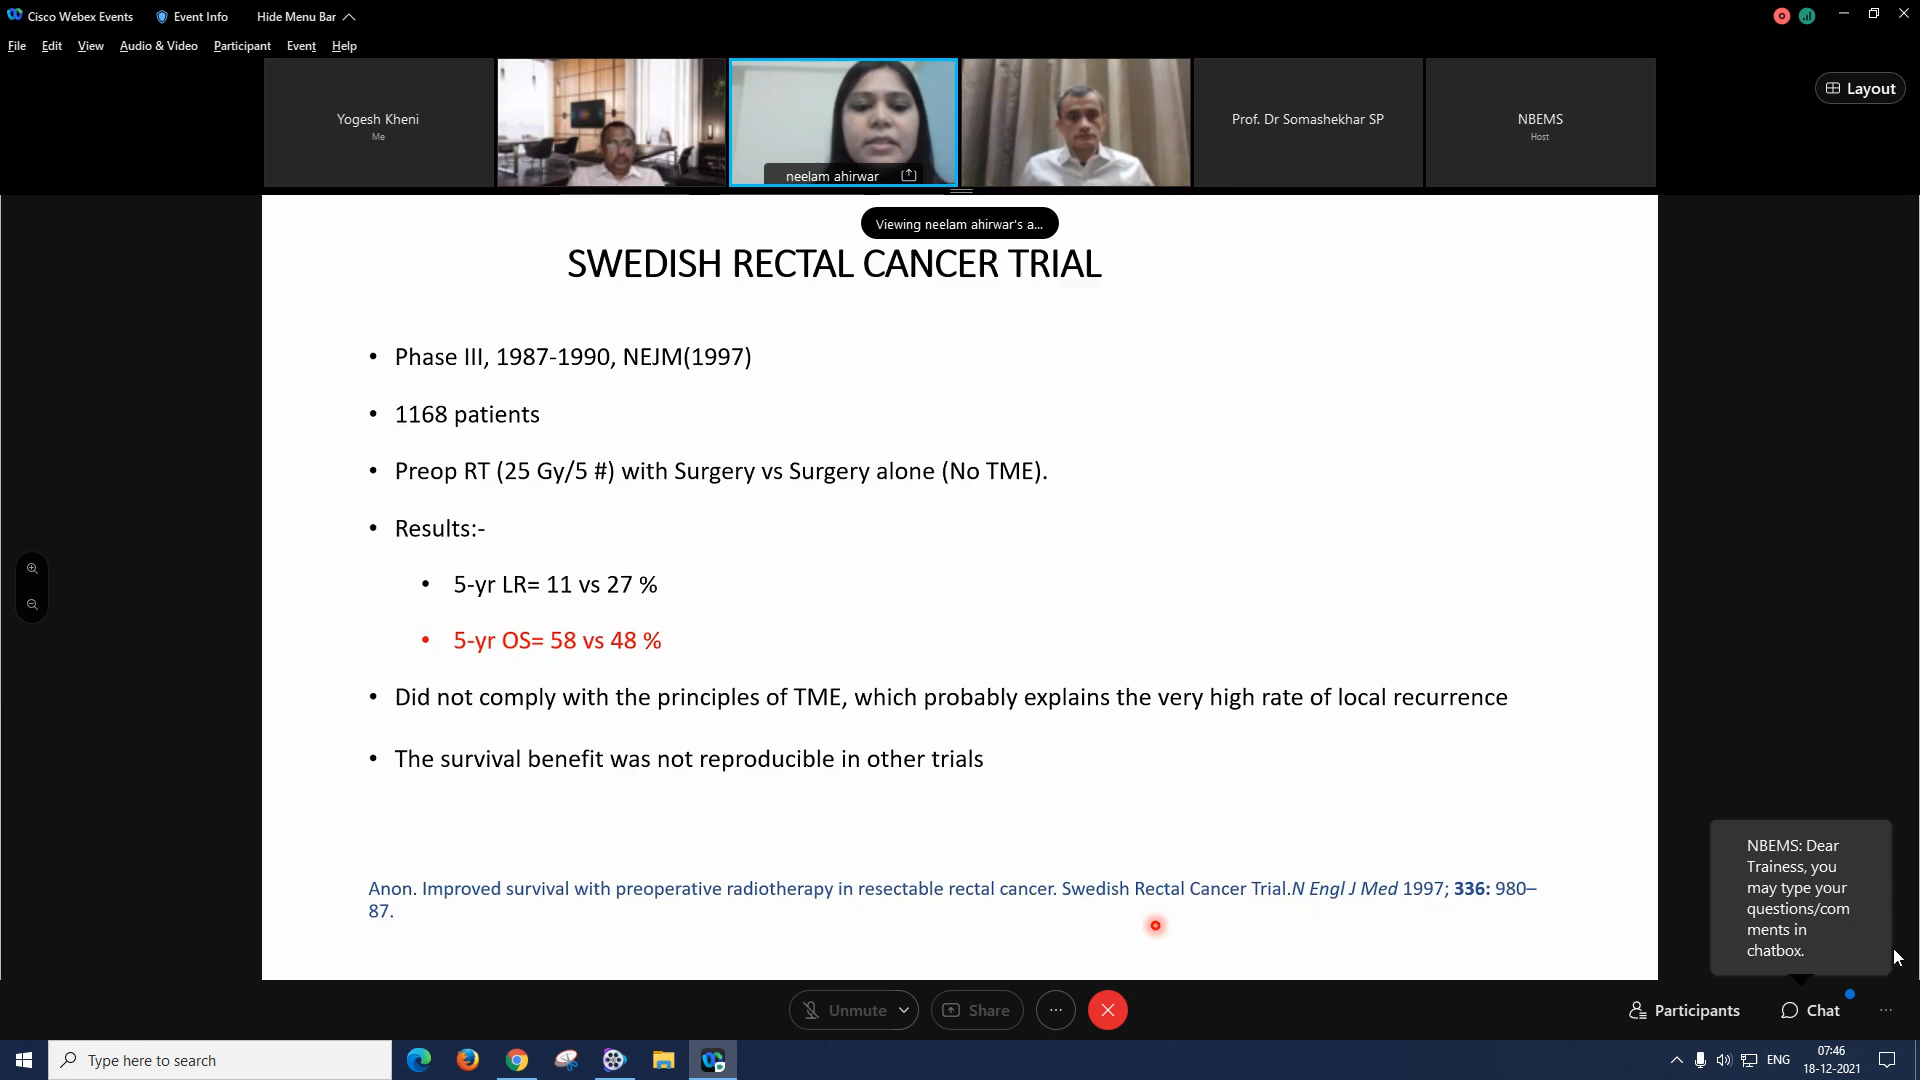 Cisco Webex Events Event Info Hide Menu Bar
File Edit View Audio & Video Participant Event Help
Yogesh Kheni
Me
neelam ahirwar
Prof. Dr Somashekhar SP
NBEMS
Host
Layout
Viewing neelam ahirwar's a...
SWEDISH RECTAL CANCER TRIAL
• Phase III, 1987-1990, NEJM(1997)
• 1168 patients
• Preop RT (25 Gy/5 #) with Surgery vs Surgery alone (No TME).
• Results:-
• 5-yr LR= 11 vs 27 %
• 5-yr OS= 58 vs 48 %
• Did not comply with the principles of TME, which probably explains the very high rate of local recurrence
• The survival benefit was not reproducible in other trials
Anon. Improved survival with preoperative radiotherapy in resectable rectal cancer. Swedish Rectal Cancer Trial.N Engl J Med 1997; 336: 980–
87.
NBEMS: Dear
Trainess, you
may type your
questions/com
ments in
chatbox.
Unmute Share ... Participants Chat ...
Type here to search
ENG
07:46
18-12-2021